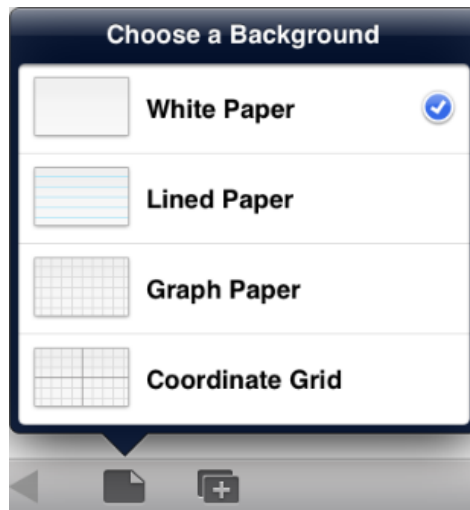 Choose a Background
White Paper
Lined Paper
Graph Paper
Coordinate Grid